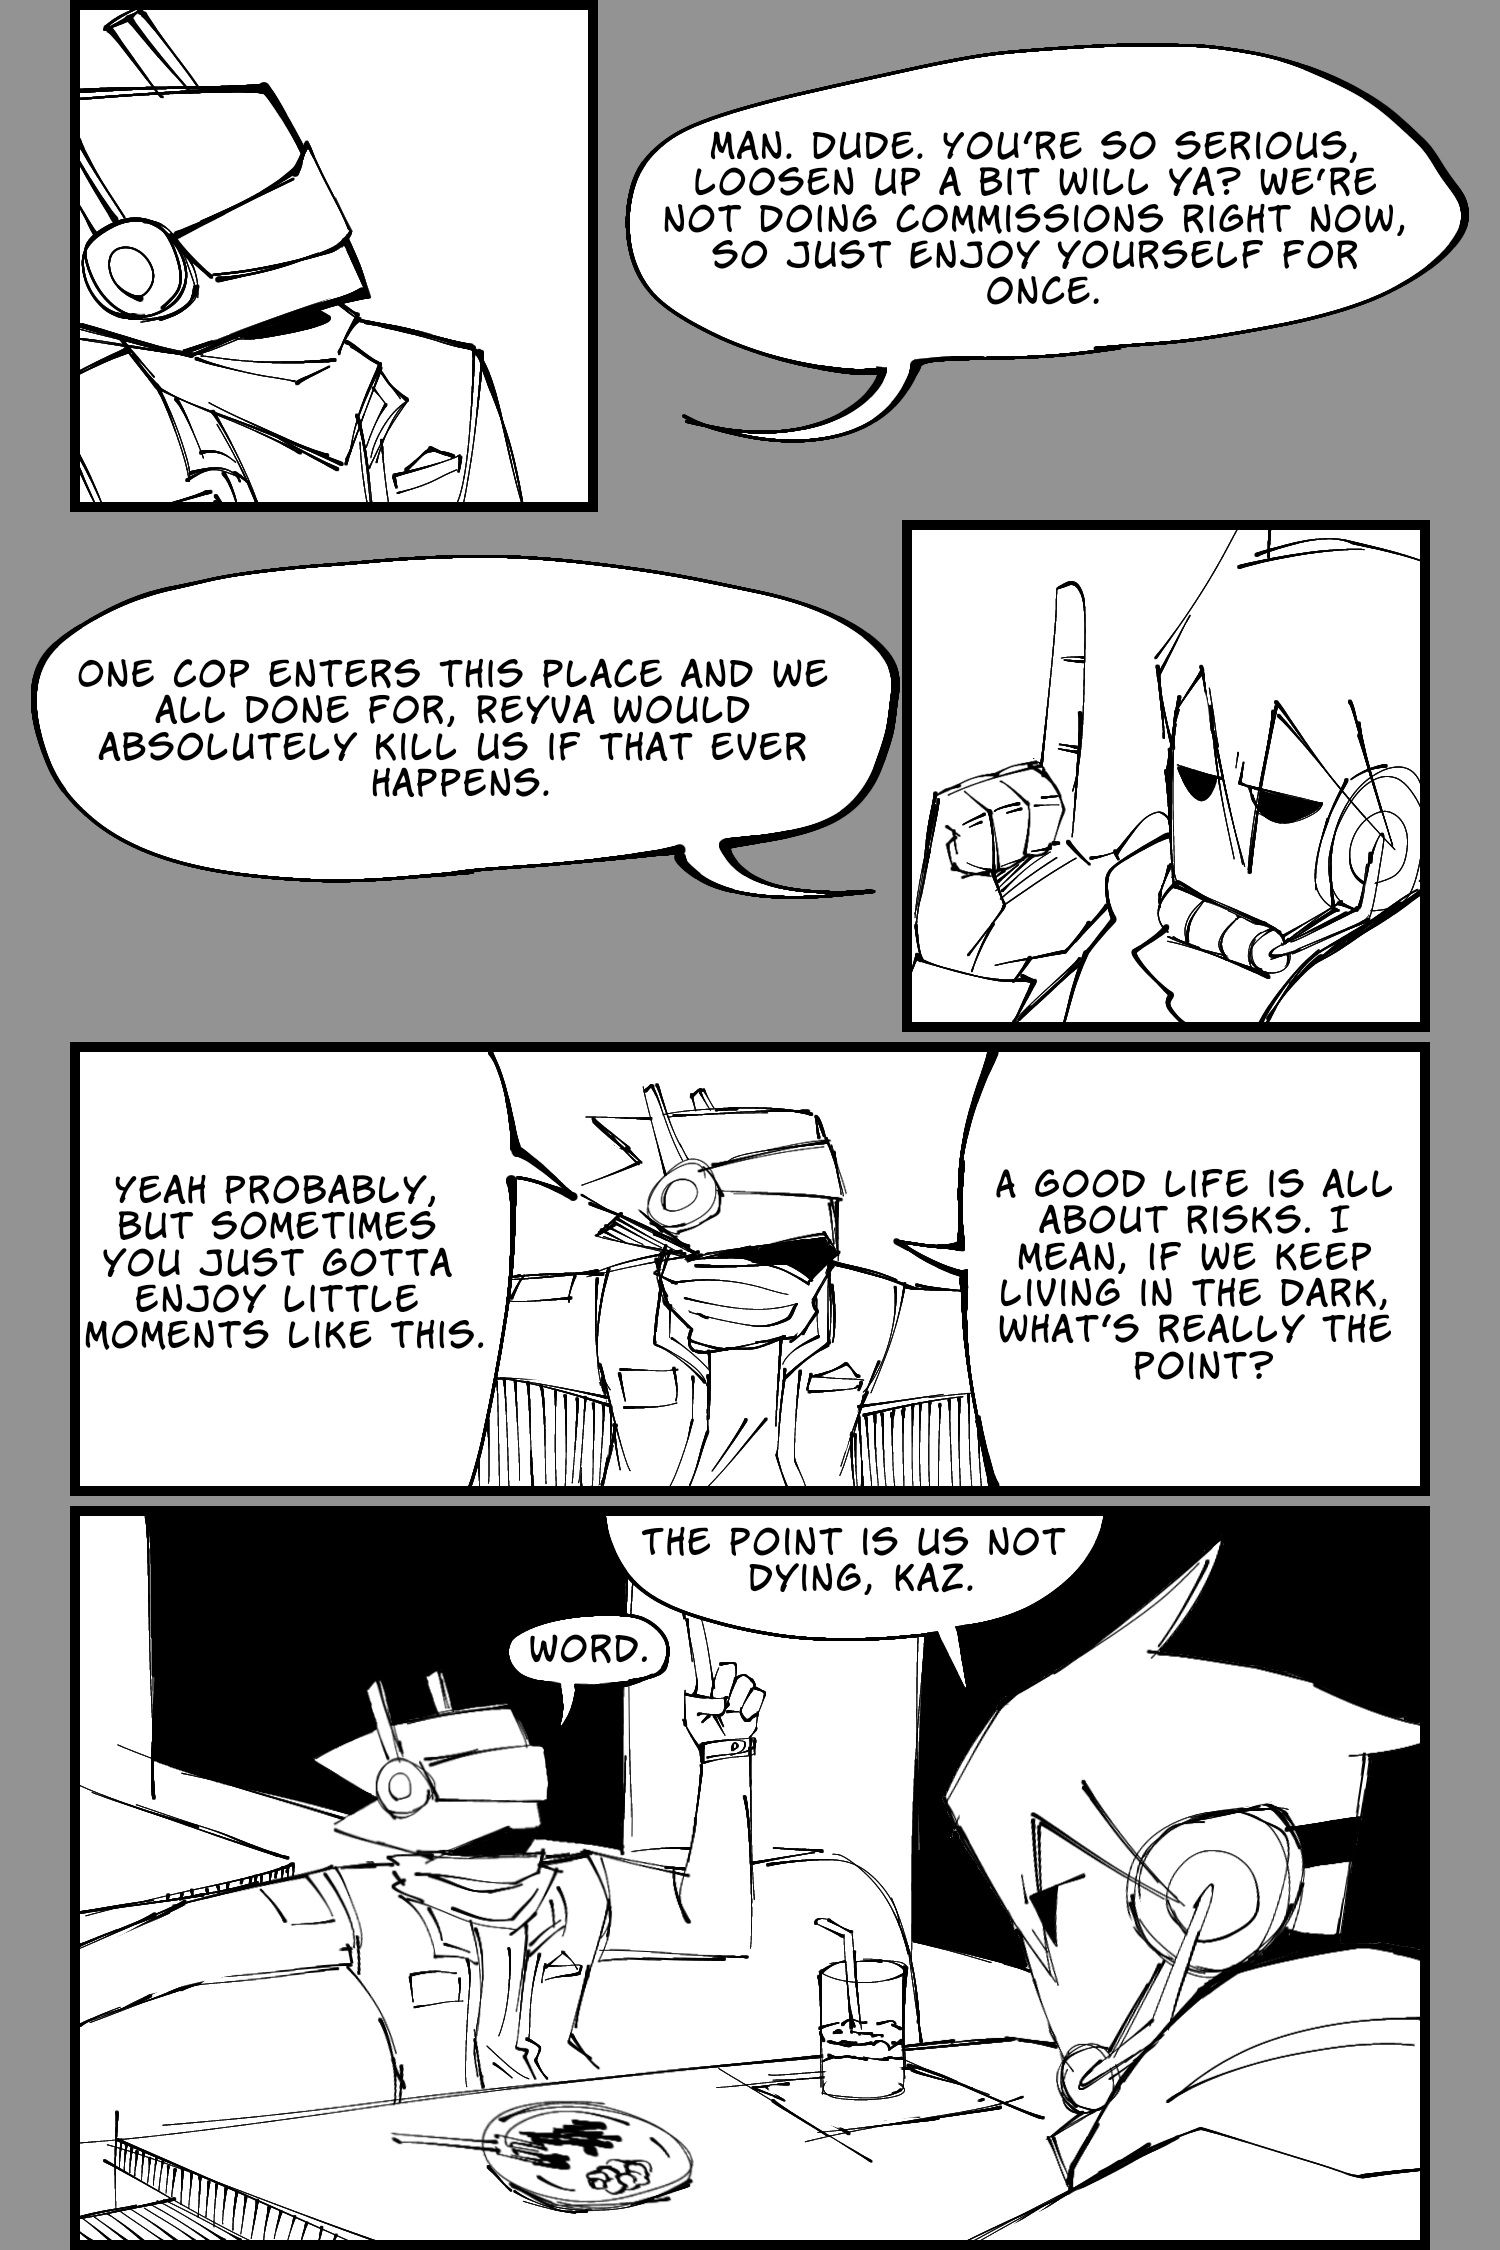 MAN. DUDE. YOU'RE SO SERIOUS,
LOOSEN UP A BIT WILL YA? WE'RE
NOT DOING COMMISSIONS RIGHT NOW,
SO JUST ENJOY YOURSELF FOR
ONCE.
ONE COP ENTERS THIS PLACE AND WE
ALL DONE FOR, REYVA WOULD
ABSOLUTELY KILL US IF THAT EVER
HAPPENS.
YEAH PROBABLY,
BUT SOMETIMES
YOU JUST GOTTA
ENJOY LITTLE
MOMENTS LIKE THIS.
A GOOD LIFE IS ALL
ABOUT RISKS. I
MEAN, IF WE KEEP
LIVING IN THE DARK,
WHAT'S REALLY THE
POINT?
THE POINT IS US NOT
DYING, KAZ.
WORD.